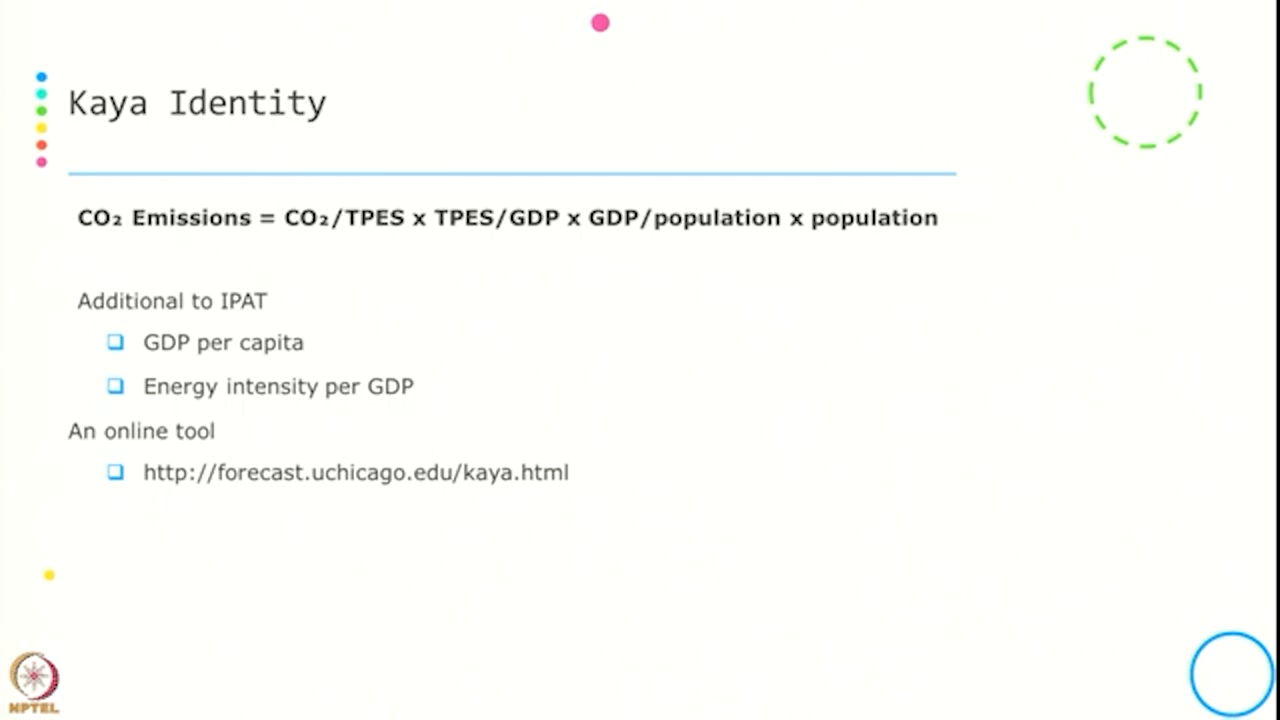 Kaya Identity
CO₂ Emissions = CO₂/TPES x TPES/GDP x GDP/population x population
Additional to IPAT
GDP per capita
Energy intensity per GDP
An online tool
http://forecast.uchicago.edu/kaya.html
NPTEL